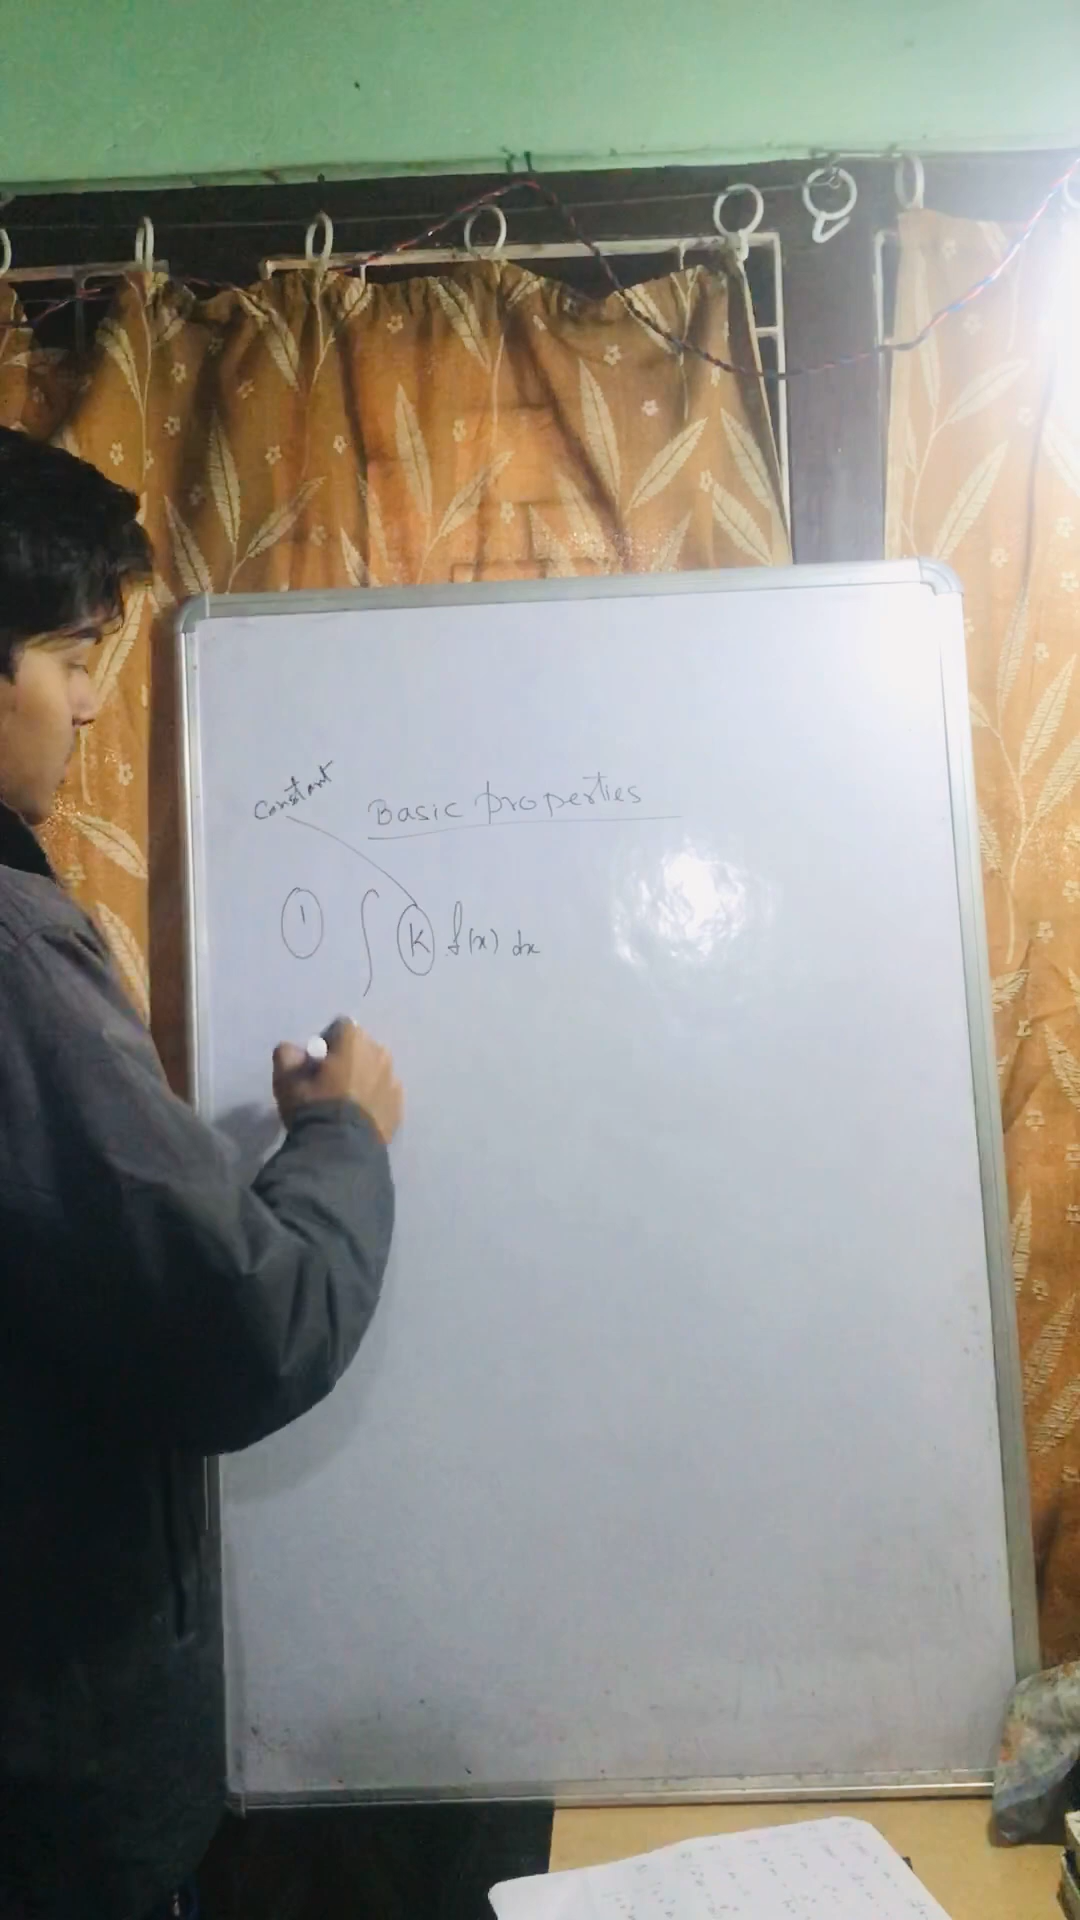 Constant
Basic properties
1 ∫ K f(x) dx